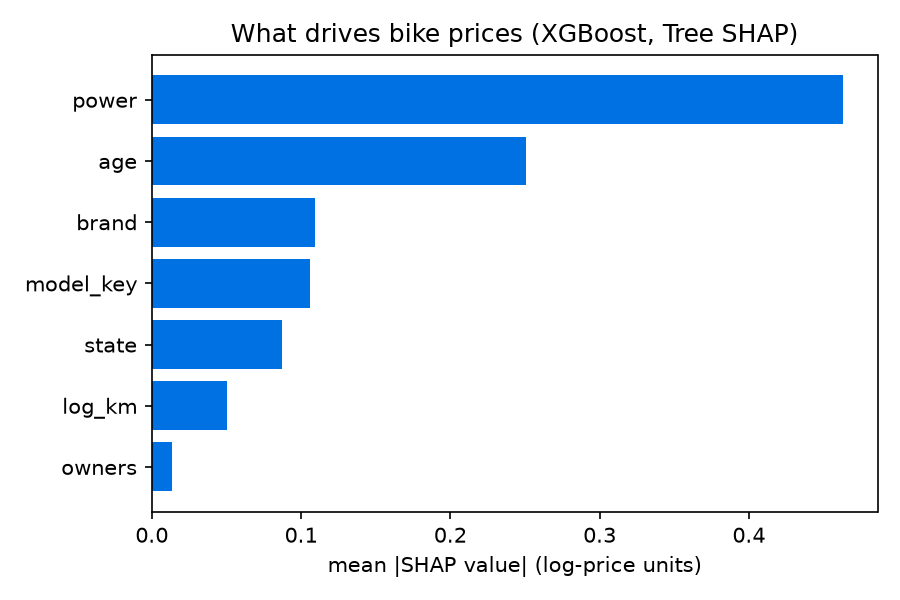 What drives bike prices (XGBoost, Tree SHAP)
power
age
brand
model_key
state
log_km
owners
0.0 0.1 0.2 0.3 0.4
mean |SHAP value| (log-price units)